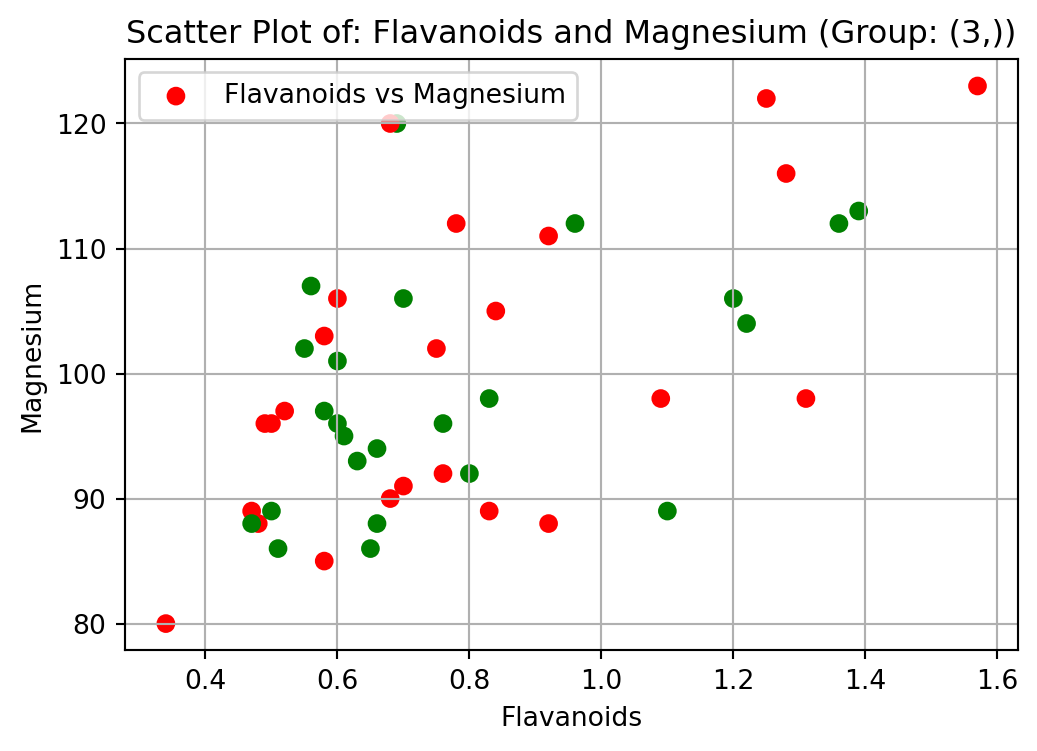 Scatter Plot of: Flavanoids and Magnesium (Group: (3,))
Flavanoids vs Magnesium
120
110
100
90
80
Magnesium
0.4 0.6 0.8 1.0 1.2 1.4 1.6
Flavanoids